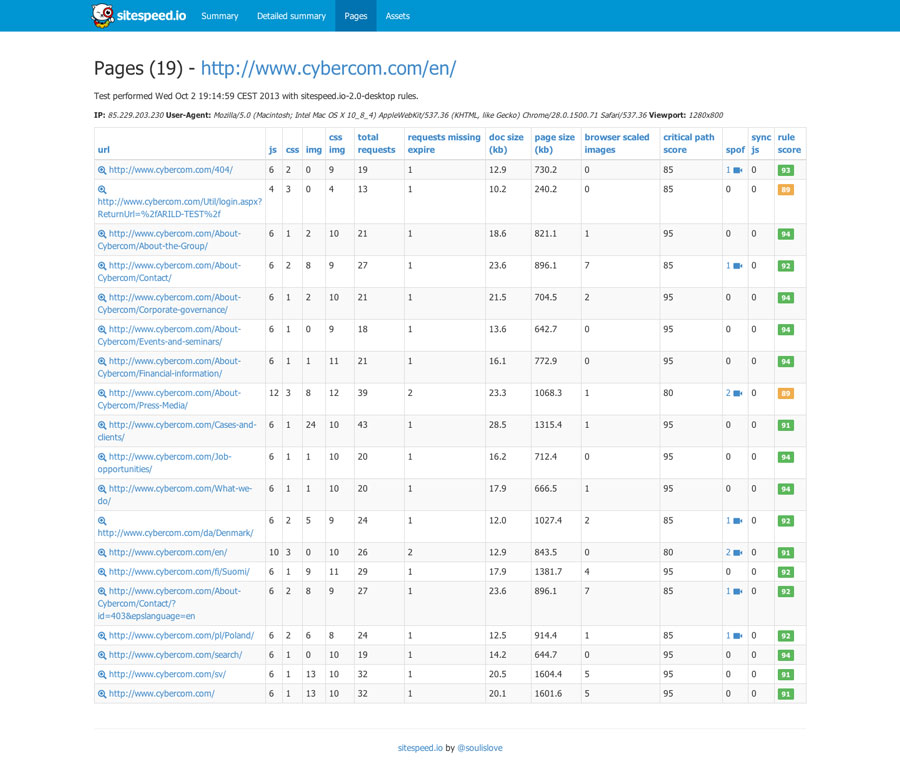 sitespeed.io Summary Detailed summary Pages Assets
Pages (19) - http://www.cybercom.com/en/
Test performed Wed Oct 2 19:14:59 CEST 2013 with sitespeed.io-2.0-desktop rules.
IP: 85.229.203.230 User-Agent: Mozilla/5.0 (Macintosh; Intel Mac OS X 10_8_4) AppleWebKit/537.36 (KHTML, like Gecko) Chrome/28.0.1500.71 Safari/537.36 Viewport: 1280x800
url js css img css img total requests requests missing expire doc size (kb) page size (kb) browser scaled images critical path score spof sync js rule score
http://www.cybercom.com/404/ 6 2 0 9 19 1 12.9 730.2 0 85 1 0 93
4 3 0 4 13 1 10.2 240.2 0 85 0 0 89
http://www.cybercom.com/Util/login.aspx?
ReturnUrl=%2fARILD-TEST%2f
http://www.cybercom.com/About- 6 1 2 10 21 1 18.6 821.1 1 95 0 0 94
Cybercom/About-the-Group/
http://www.cybercom.com/About- 6 2 8 9 27 1 23.6 896.1 7 85 1 0 92
Cybercom/Contact/
http://www.cybercom.com/About- 6 1 2 10 21 1 21.5 704.5 2 95 0 0 94
Cybercom/Corporate-governance/
http://www.cybercom.com/About- 6 1 0 9 18 1 13.6 642.7 0 95 0 0 94
Cybercom/Events-and-seminars/
http://www.cybercom.com/About- 6 1 1 11 21 1 16.1 772.9 0 95 0 0 94
Cybercom/Financial-information/
http://www.cybercom.com/About- 12 3 8 12 39 2 23.3 1068.3 1 80 2 0 89
Cybercom/Press-Media/
http://www.cybercom.com/Cases-and- 6 1 24 10 43 1 28.5 1315.4 1 95 0 0 91
clients/
http://www.cybercom.com/Job- 6 1 1 10 20 1 16.2 712.4 0 95 0 0 94
opportunities/
http://www.cybercom.com/What-we- 6 1 1 10 20 1 17.9 666.5 1 95 0 0 94
do/
6 2 5 9 24 1 12.0 1027.4 2 85 1 0 92
http://www.cybercom.com/da/Denmark/
http://www.cybercom.com/en/ 10 3 0 10 26 2 12.9 843.5 0 80 2 0 91
http://www.cybercom.com/fi/Suomi/ 6 1 9 11 29 1 17.9 1381.7 4 95 0 0 92
http://www.cybercom.com/About- 6 2 8 9 27 1 23.6 896.1 7 85 1 0 92
Cybercom/Contact/?
id=403&epslanguage=en
http://www.cybercom.com/pl/Poland/ 6 2 6 8 24 1 12.5 914.4 1 85 1 0 92
http://www.cybercom.com/search/ 6 1 0 10 19 1 14.2 644.7 0 95 0 0 94
http://www.cybercom.com/sv/ 6 1 13 10 32 1 20.5 1604.4 5 95 0 0 91
http://www.cybercom.com/ 6 1 13 10 32 1 20.1 1601.6 5 95 0 0 91
sitespeed.io by @soulislove